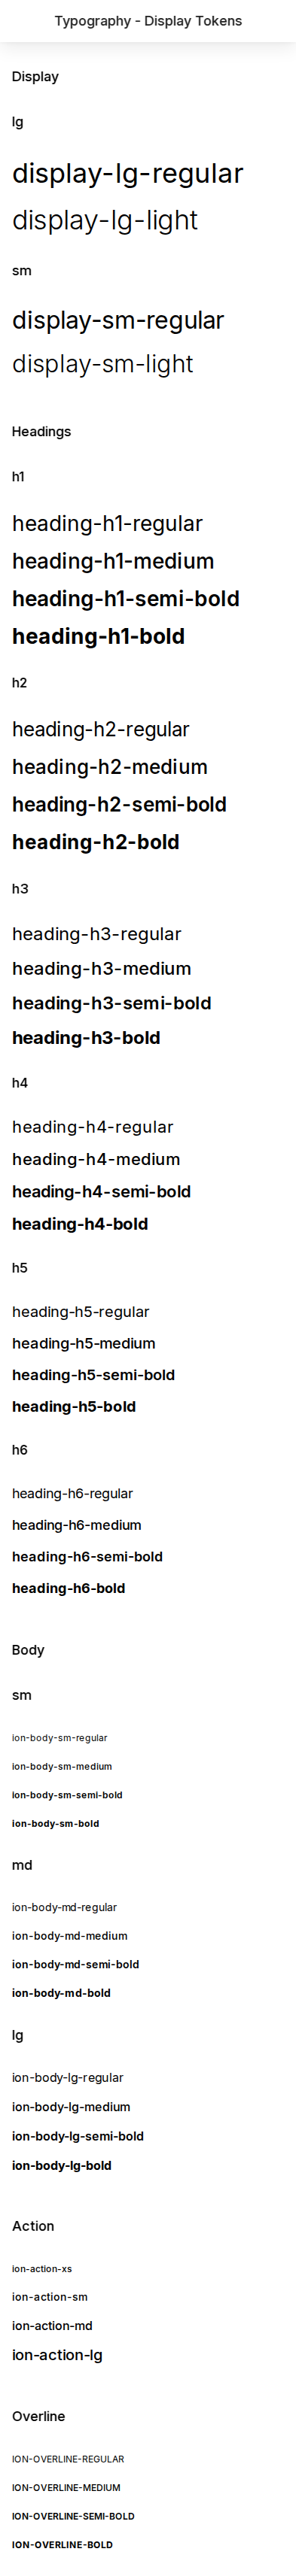 Typography - Display Tokens
Display
lg
display-lg-regular
display-lg-light
sm
display-sm-regular
display-sm-light
Headings
h1
heading-h1-regular
heading-h1-medium
heading-h1-semi-bold
heading-h1-bold
h2
heading-h2-regular
heading-h2-medium
heading-h2-semi-bold
heading-h2-bold
h3
heading-h3-regular
heading-h3-medium
heading-h3-semi-bold
heading-h3-bold
h4
heading-h4-regular
heading-h4-medium
heading-h4-semi-bold
heading-h4-bold
h5
heading-h5-regular
heading-h5-medium
heading-h5-semi-bold
heading-h5-bold
h6
heading-h6-regular
heading-h6-medium
heading-h6-semi-bold
heading-h6-bold
Body
sm
ion-body-sm-regular
ion-body-sm-medium
ion-body-sm-semi-bold
ion-body-sm-bold
md
ion-body-md-regular
ion-body-md-medium
ion-body-md-semi-bold
ion-body-md-bold
lg
ion-body-lg-regular
ion-body-lg-medium
ion-body-lg-semi-bold
ion-body-lg-bold
Action
ion-action-xs
ion-action-sm
ion-action-md
ion-action-lg
Overline
ION-OVERLINE-REGULAR
ION-OVERLINE-MEDIUM
ION-OVERLINE-SEMI-BOLD
ION-OVERLINE-BOLD